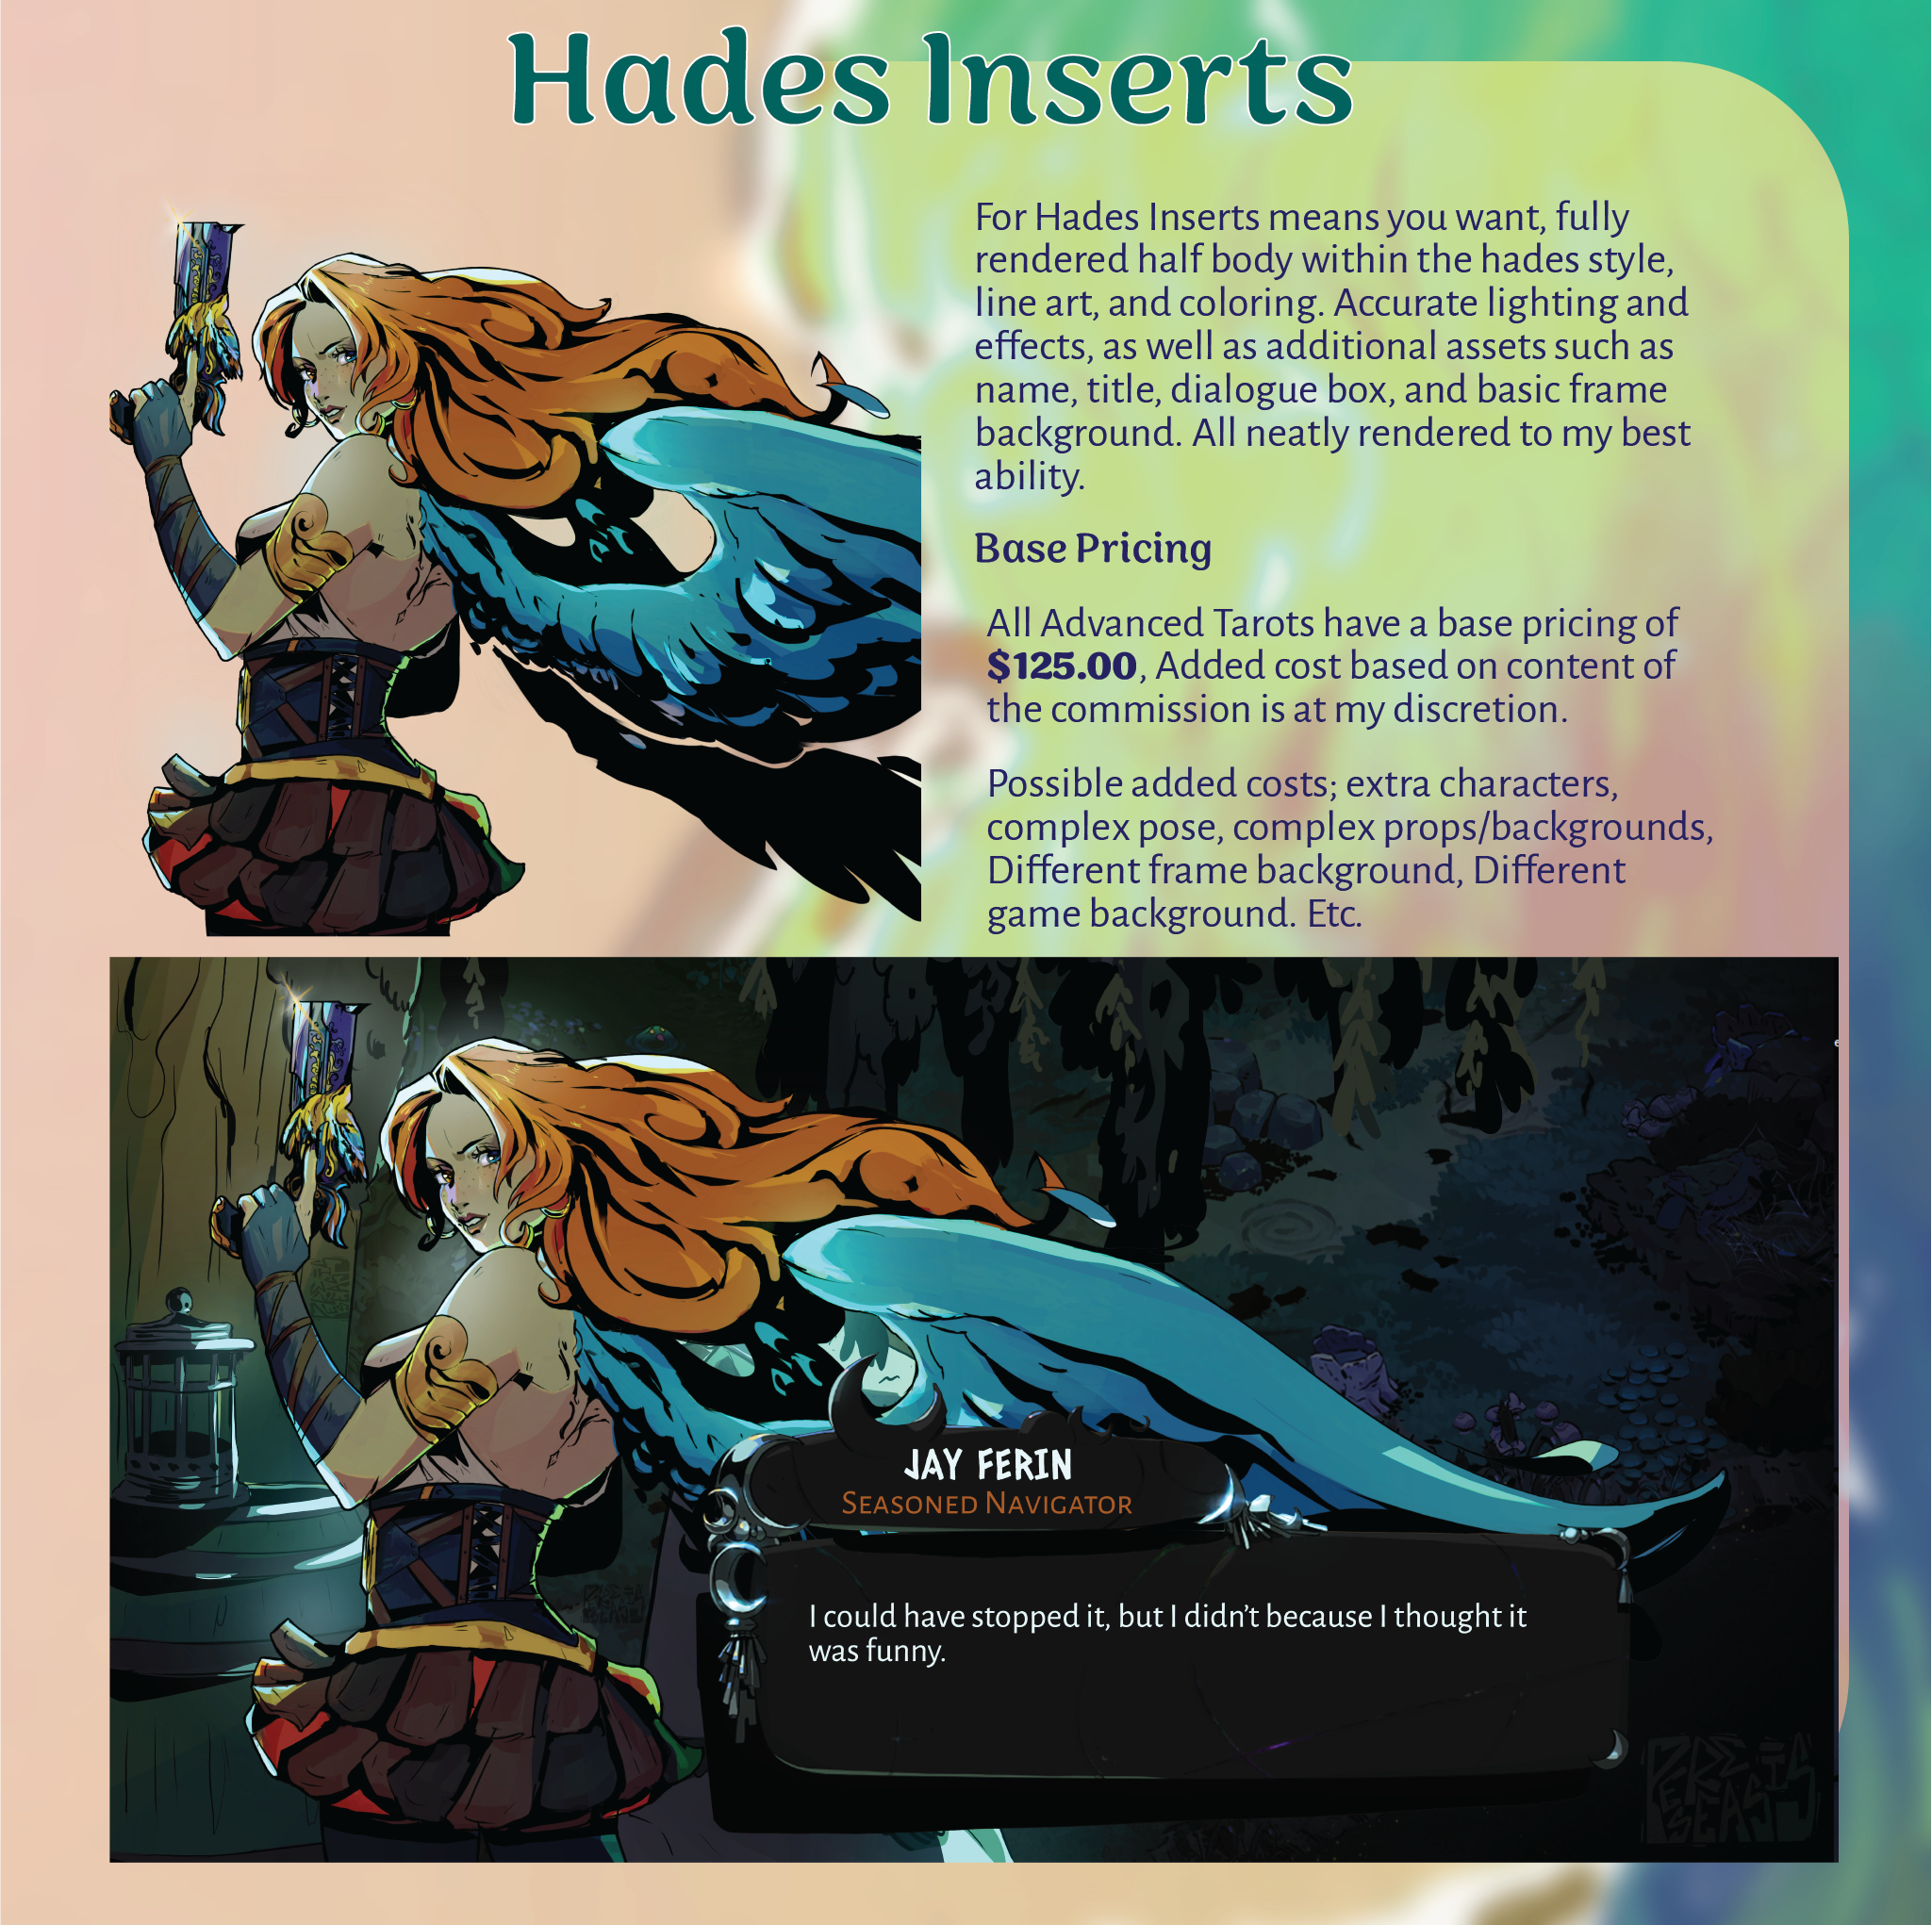 Hades Inserts
For Hades Inserts means you want, fully
rendered half body within the hades style,
line art, and coloring. Accurate lighting and
effects, as well as additional assets such as
name, title, dialogue box, and basic frame
background. All neatly rendered to my best
ability.
Base Pricing
All Advanced Tarots have a base pricing of
$125.00, Added cost based on content of
the commission is at my discretion.
Possible added costs; extra characters,
complex pose, complex props/backgrounds,
Different frame background, Different
game background. Etc.
JAY FERIN
SEASONED NAVIGATOR
I could have stopped it, but I didn't because I thought it
was funny.